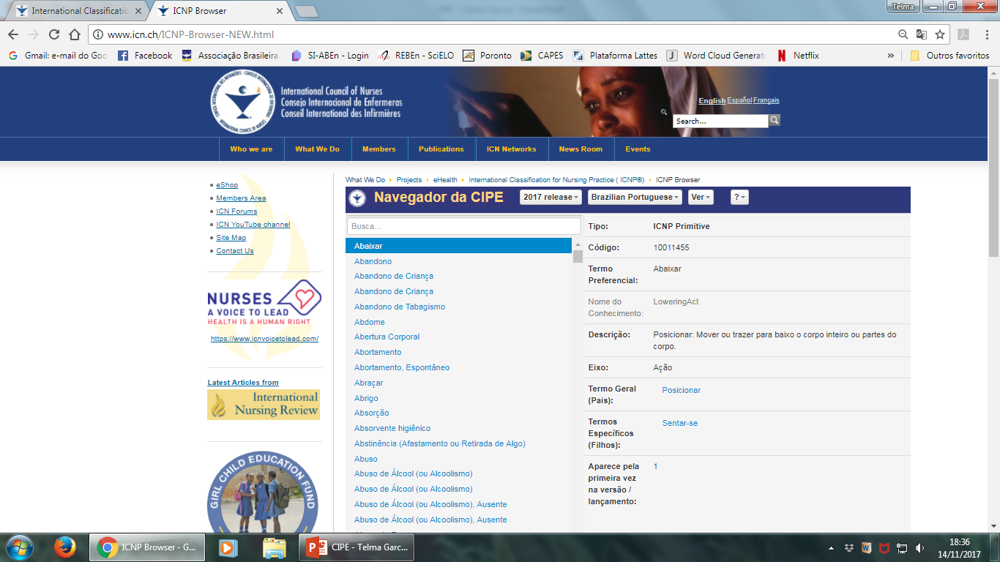 CIPE - Telma Garcia - PowerPoint
International Classification
ICNP Browser
Telma
www.icn.ch/ICNP-Browser-NEW.html
Gmail: e-mail do Goo
Facebook
Associação Brasileira
SI-ABEn - Login
REBEn - SciELO
Poronto
CAPES
Plataforma Lattes
Word Cloud Generato
Netflix
»
Outros favoritos
International Council of Nurses
Consejo Internacional de Enfermeras
Conseil International des Infirmières
English Español Français
Search...
Who we are
What We Do
Members
Publications
ICN Networks
News Room
Events
eShop
Members Area
ICN Forums
ICN YouTube channel
Site Map
Contact Us
NURSES
A VOICE TO LEAD
HEALTH IS A HUMAN RIGHT
https://www.icnvoicetolead.com/
Latest Articles from
International
Nursing Review
GIRL CHILD EDUCATION FUND
What We Do Projects eHealth International Classification for Nursing Practice ( ICNP®) ICNP Browser
Navegador da CIPE
2017 release
Brazilian Portuguese
Ver
?
Busca...
Abaixar
Abandono
Abandono de Criança
Abandono de Criança
Abandono de Tabagismo
Abdome
Abertura Corporal
Abortamento
Abortamento, Espontâneo
Abraçar
Abrigo
Absorção
Absorvente higiênico
Abstinência (Afastamento ou Retirada de Algo)
Abuso
Abuso de Álcool (ou Alcoolismo)
Abuso de Álcool (ou Alcoolismo)
Abuso de Álcool (ou Alcoolismo), Ausente
Abuso de Álcool (ou Alcoolismo), Ausente
Tipo: ICNP Primitive
Código: 10011455
Termo Preferencial: Abaixar
Nome do Conhecimento: LoweringAct
Descrição: Posicionar: Mover ou trazer para baixo o corpo inteiro ou partes do
corpo.
Eixo: Ação
Termo Geral
(Pais): Posicionar
Termos
Específicos
(Filhos): Sentar-se
Aparece pela
primeira vez
na versão /
lançamento: 1
ICNP Browser - G...
CIPE - Telma Garc...
18:36
14/11/2017